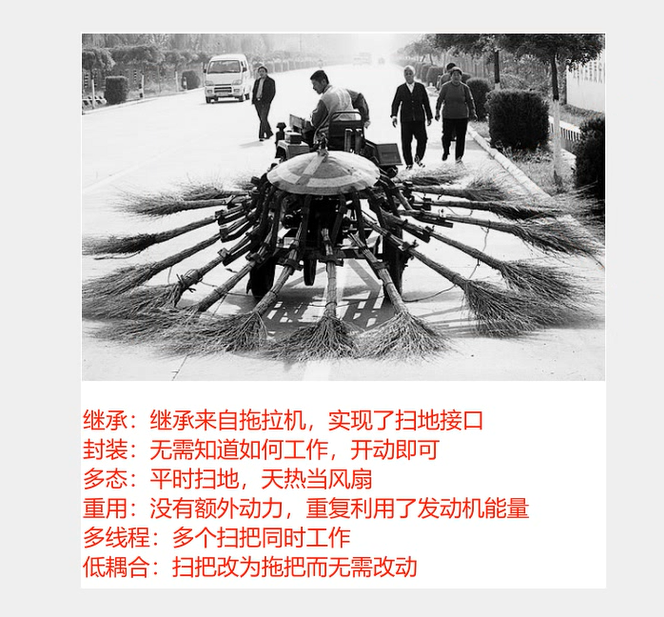 继承：继承来自拖拉机，实现了扫地接口
封装：无需知道如何工作，开动即可
多态：平时扫地，天热当风扇
重用：没有额外动力，重复利用了发动机能量
多线程：多个扫把同时工作
低耦合：扫把改为拖把而无需改动